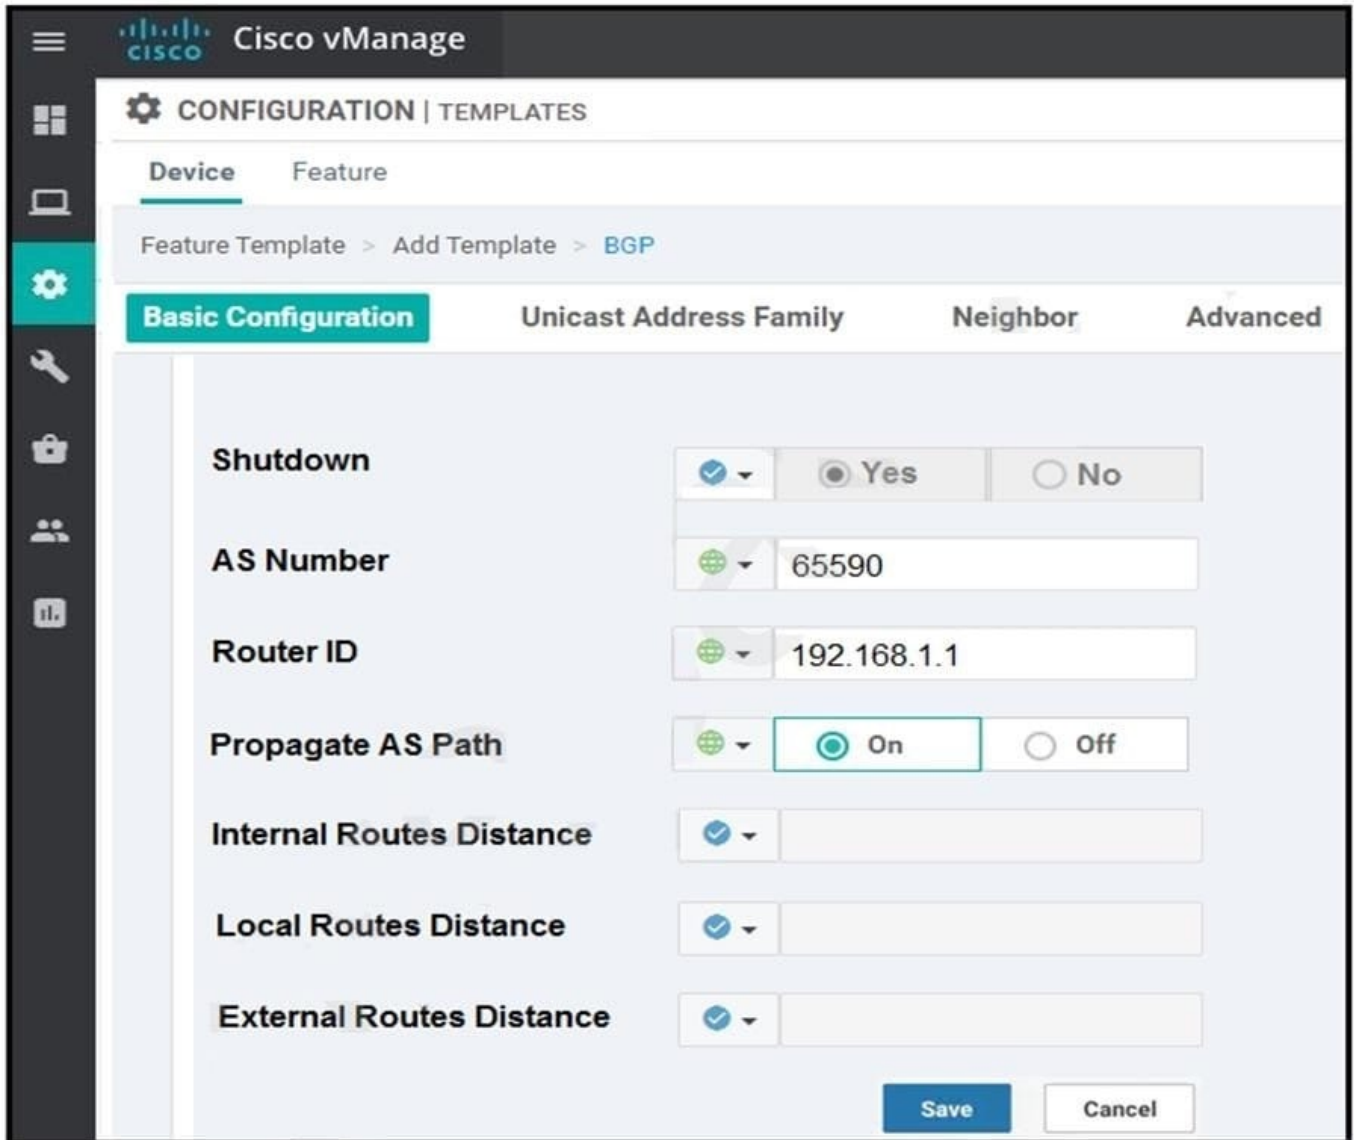 CISCO Cisco vManage
CONFIGURATION | TEMPLATES
Device Feature
Feature Template > Add Template > BGP
Basic Configuration Unicast Address Family Neighbor Advanced
Shutdown Yes No
AS Number 65590
Router ID 192.168.1.1
Propagate AS Path On Off
Internal Routes Distance
Local Routes Distance
External Routes Distance
Save Cancel